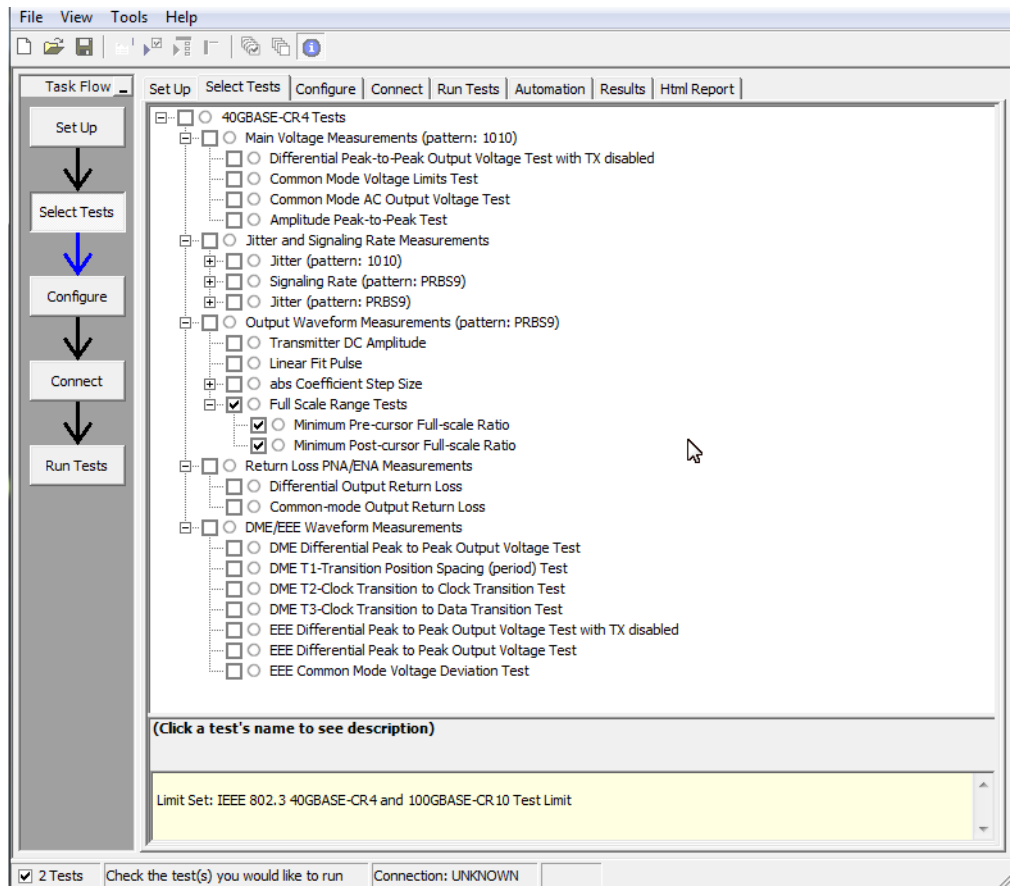 File View Tools Help
Task Flow
Set Up
Select Tests
Configure
Connect
Run Tests
Set Up Select Tests Configure Connect Run Tests Automation Results Html Report
40GBASE-CR4 Tests
Main Voltage Measurements (pattern: 1010)
Differential Peak-to-Peak Output Voltage Test with TX disabled
Common Mode Voltage Limits Test
Common Mode AC Output Voltage Test
Amplitude Peak-to-Peak Test
Jitter and Signaling Rate Measurements
Jitter (pattern: 1010)
Signaling Rate (pattern: PRBS9)
Jitter (pattern: PRBS9)
Output Waveform Measurements (pattern: PRBS9)
Transmitter DC Amplitude
Linear Fit Pulse
abs Coefficient Step Size
Full Scale Range Tests
Minimum Pre-cursor Full-scale Ratio
Minimum Post-cursor Full-scale Ratio
Return Loss PNA/ENA Measurements
Differential Output Return Loss
Common-mode Output Return Loss
DME/EEE Waveform Measurements
DME Differential Peak to Peak Output Voltage Test
DME T1-Transition Position Spacing (period) Test
DME T2-Clock Transition to Clock Transition Test
DME T3-Clock Transition to Data Transition Test
EEE Differential Peak to Peak Output Voltage Test with TX disabled
EEE Differential Peak to Peak Output Voltage Test
EEE Common Mode Voltage Deviation Test
(Click a test's name to see description)
Limit Set: IEEE 802.3 40GBASE-CR4 and 100GBASE-CR10 Test Limit
2 Tests Check the test(s) you would like to run Connection: UNKNOWN